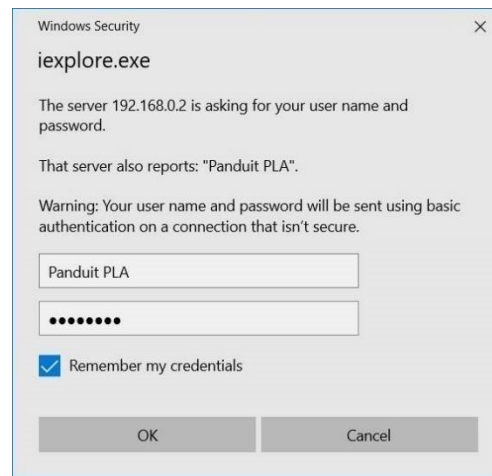 Windows Security
iexplore.exe
The server 192.168.0.2 is asking for your user name and
password.
That server also reports: "Panduit PLA".
Warning: Your user name and password will be sent using basic
authentication on a connection that isn't secure.
Panduit PLA
●●●●●●●●
Remember my credentials
OK Cancel